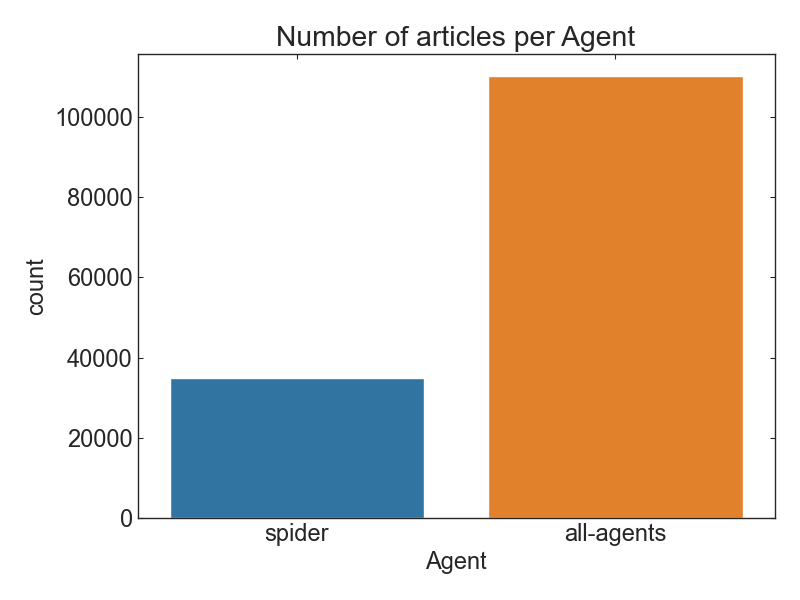 Number of articles per Agent
100000
80000
60000
40000
20000
0
count
spider
all-agents
Agent